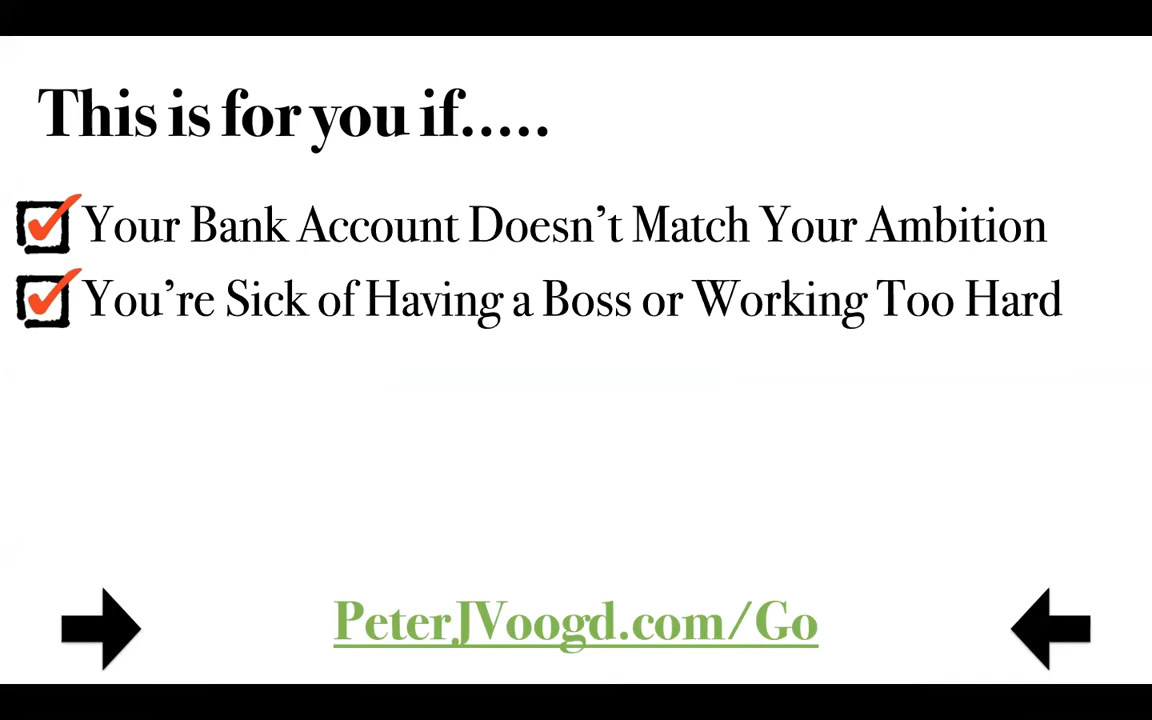 This is for you if.....
Your Bank Account Doesn’t Match Your Ambition
You’re Sick of Having a Boss or Working Too Hard
PeterJVoogd.com/Go